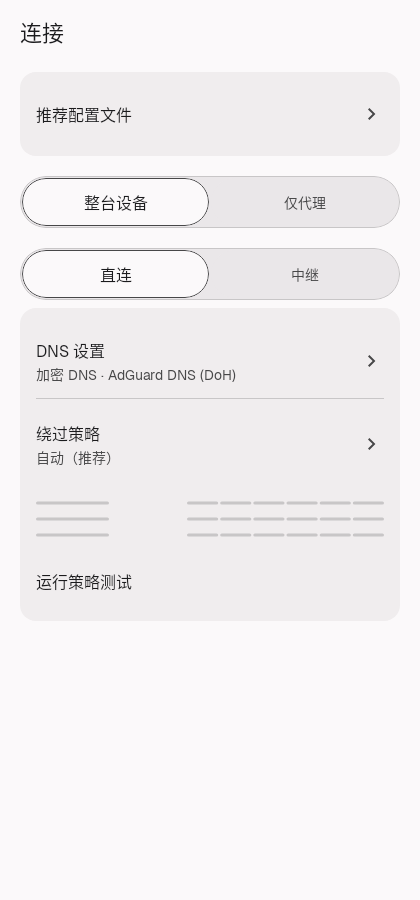 连接
推荐配置文件
整台设备
仅代理
直连
中继
DNS 设置
加密 DNS · AdGuard DNS (DoH)
绕过策略
自动（推荐）
运行策略测试